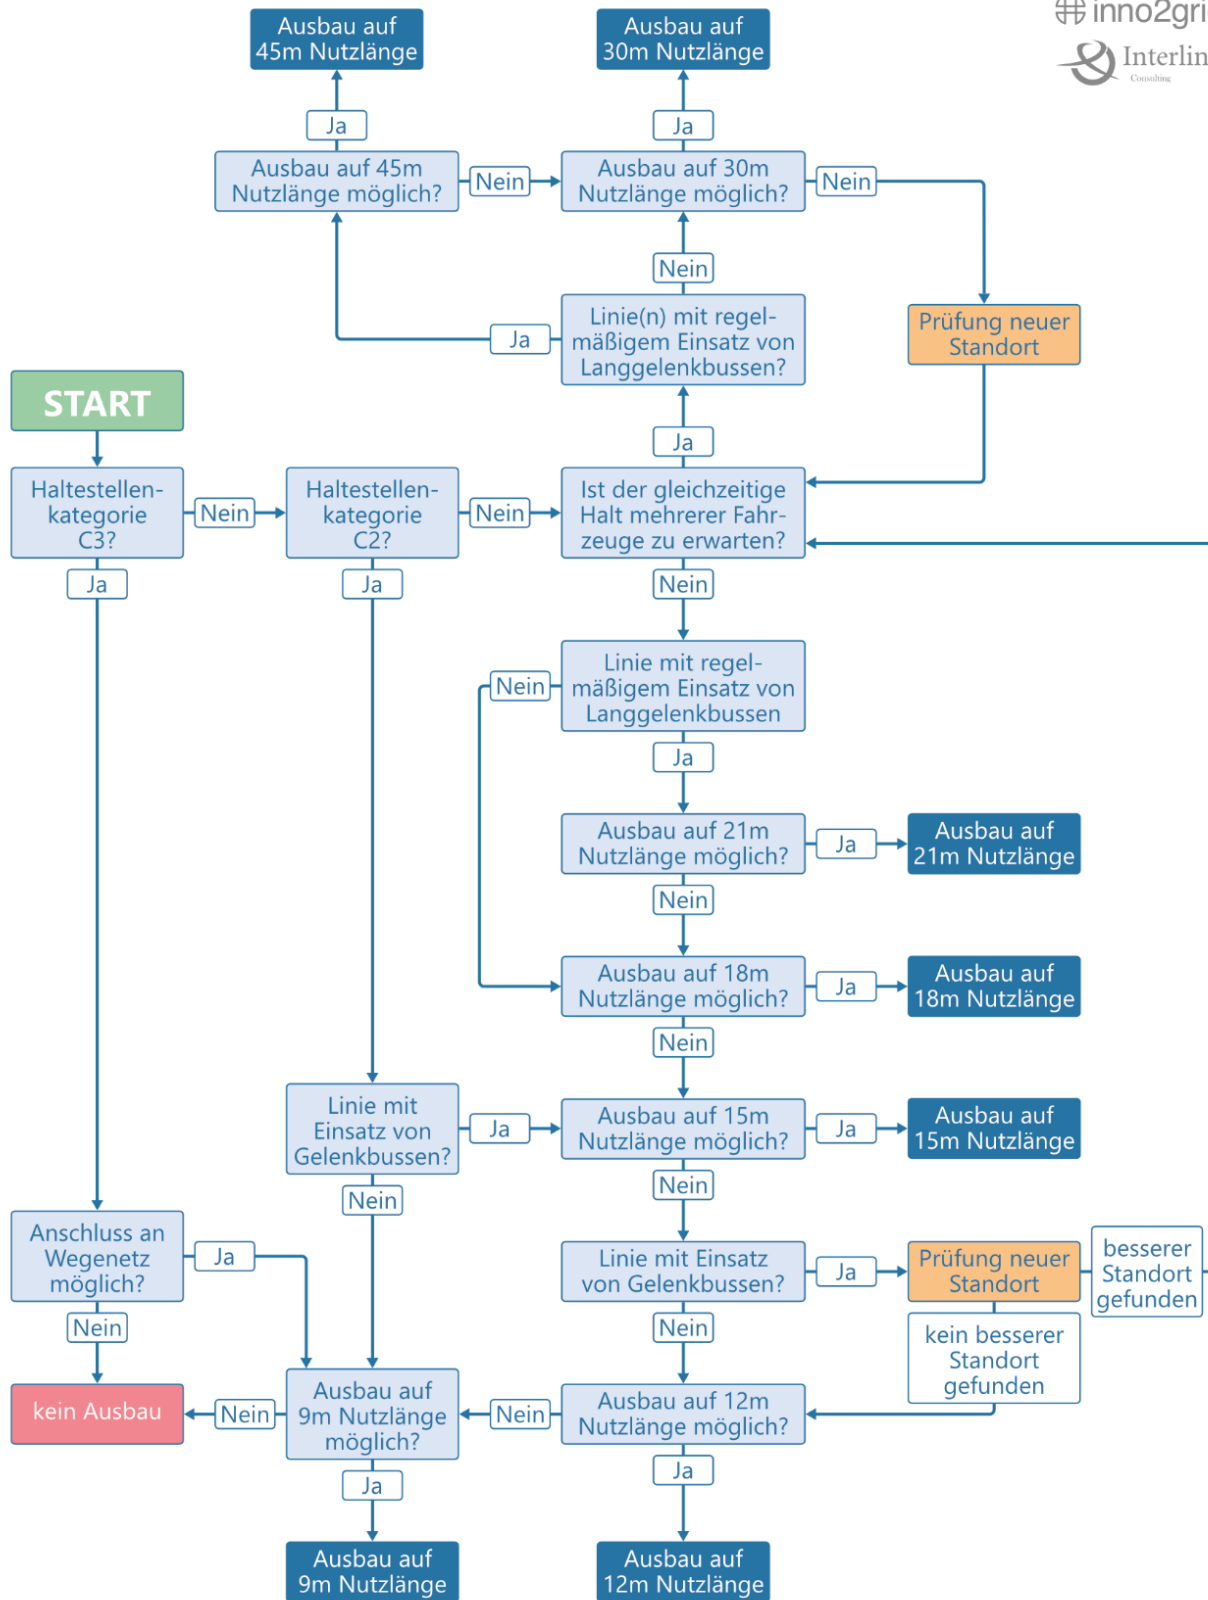 Ausbau auf
45m Nutzlänge
Ausbau auf
30m Nutzlänge
inno2gri
Interlin
Consulting
Ja
Ja
Ausbau auf 45m
Nutzlänge möglich?
Nein
Ausbau auf 30m
Nutzlänge möglich?
Nein
Nein
Linie(n) mit regel-
mäßigem Einsatz von
Langgelenkbussen?
Ja
Prüfung neuer
Standort
START
Ja
Haltestellen-
kategorie
C3?
Nein
Haltestellen-
kategorie
C2?
Nein
Ist der gleichzeitige
Halt mehrerer Fahr-
zeuge zu erwarten?
Ja
Ja
Nein
Linie mit regel-
mäßigem Einsatz von
Langgelenkbussen
Nein
Ja
Ausbau auf 21m
Nutzlänge möglich?
Ja
Ausbau auf
21m Nutzlänge
Nein
Ausbau auf 18m
Nutzlänge möglich?
Ja
Ausbau auf
18m Nutzlänge
Nein
Linie mit
Einsatz von
Gelenkbussen?
Ja
Ausbau auf 15m
Nutzlänge möglich?
Ja
Ausbau auf
15m Nutzlänge
Nein
Nein
Anschluss an
Wegenetz
möglich?
Ja
Linie mit Einsatz
von Gelenkbussen?
Ja
Prüfung neuer
Standort
besserer
Standort
gefunden
Nein
Nein
kein besserer
Standort
gefunden
kein Ausbau
Nein
Ausbau auf
9m Nutzlänge
möglich?
Nein
Ausbau auf 12m
Nutzlänge möglich?
Ja
Ja
Ausbau auf
9m Nutzlänge
Ausbau auf
12m Nutzlänge